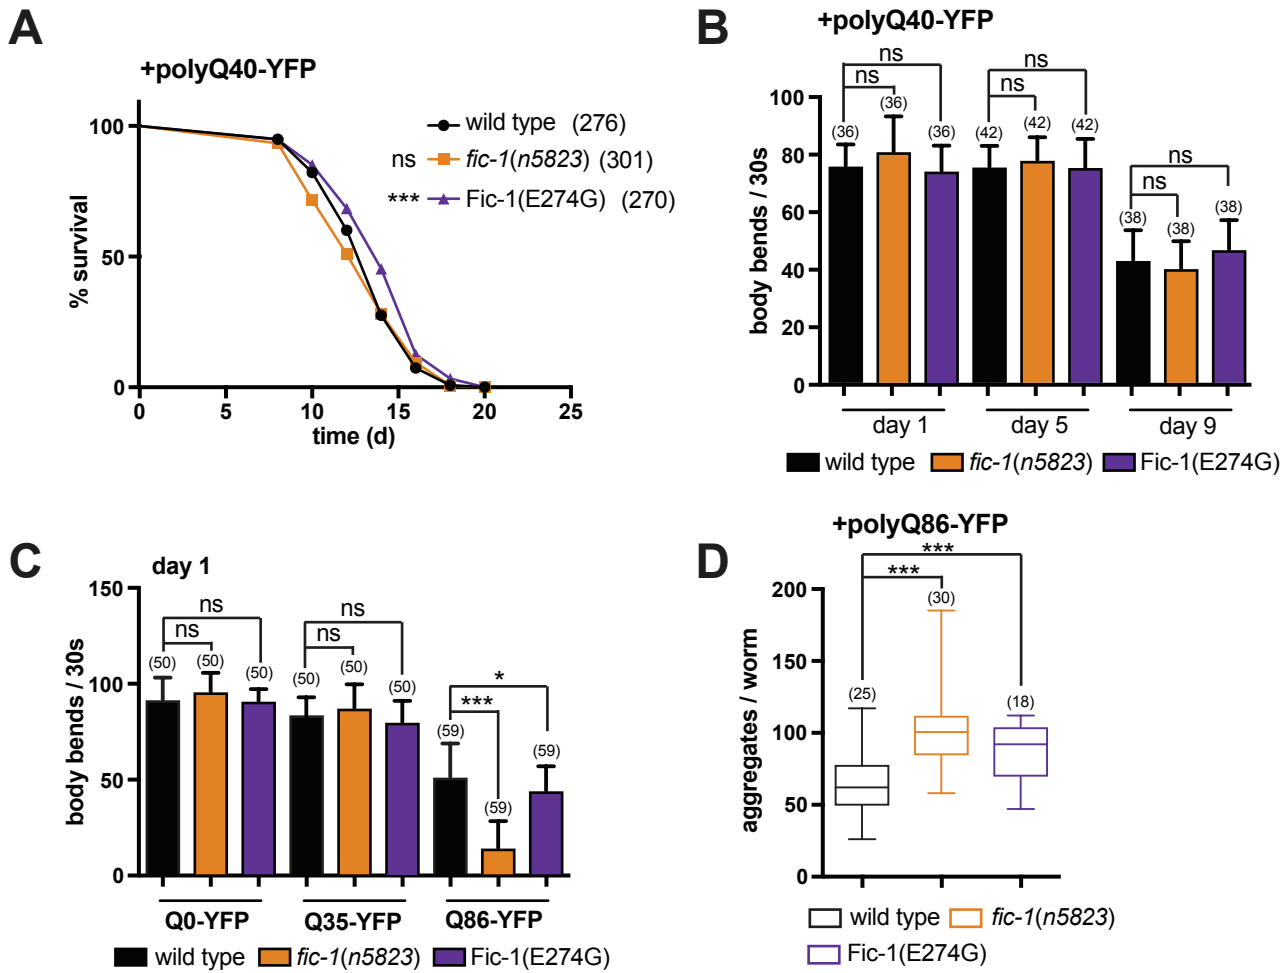 A
+polyQ40-YFP
wild type (276)
ns fic-1(n5823) (301)
*** Fic-1(E274G) (270)
100
50
0
% survival
0 5 10 15 20 25
time (d)
B
+polyQ40-YFP
ns ns
ns ns
(36) (36) (36) (42) (42) (42)
ns
ns
(38) (38) (38)
100
80
60
40
20
0
body bends / 30s
day 1 day 5 day 9
wild type fic-1(n5823) Fic-1(E274G)
C
day 1
150
100
50
0
body bends / 30s
ns ns
ns ns
(50) (50) (50) (50) (50) (50)
*
***
(59) (59) (59)
Q0-YFP Q35-YFP Q86-YFP
wild type fic-1(n5823) Fic-1(E274G)
D
+polyQ86-YFP
***
***
(25) (30) (18)
200
150
100
50
0
aggregates / worm
wild type fic-1(n5823)
Fic-1(E274G)